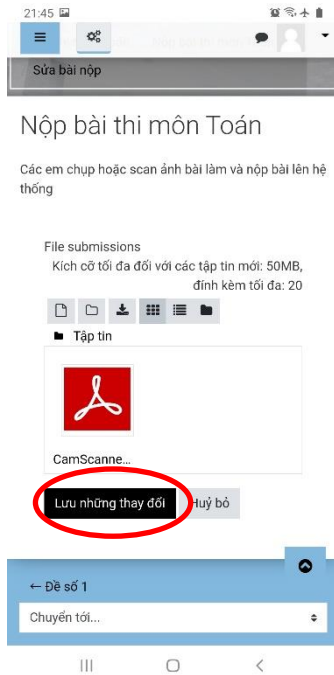 21:45
Sửa bài nộp
Nộp bài thi môn Toán
Các em chụp hoặc scan ảnh bài làm và nộp bài lên hệ
thống
File submissions
Kích cỡ tối đa đối với các tập tin mới: 50MB,
đính kèm tối đa: 20
Tập tin
CamScanne...
Lưu những thay đổi
Huỷ bỏ
← Đề số 1
Chuyển tới...